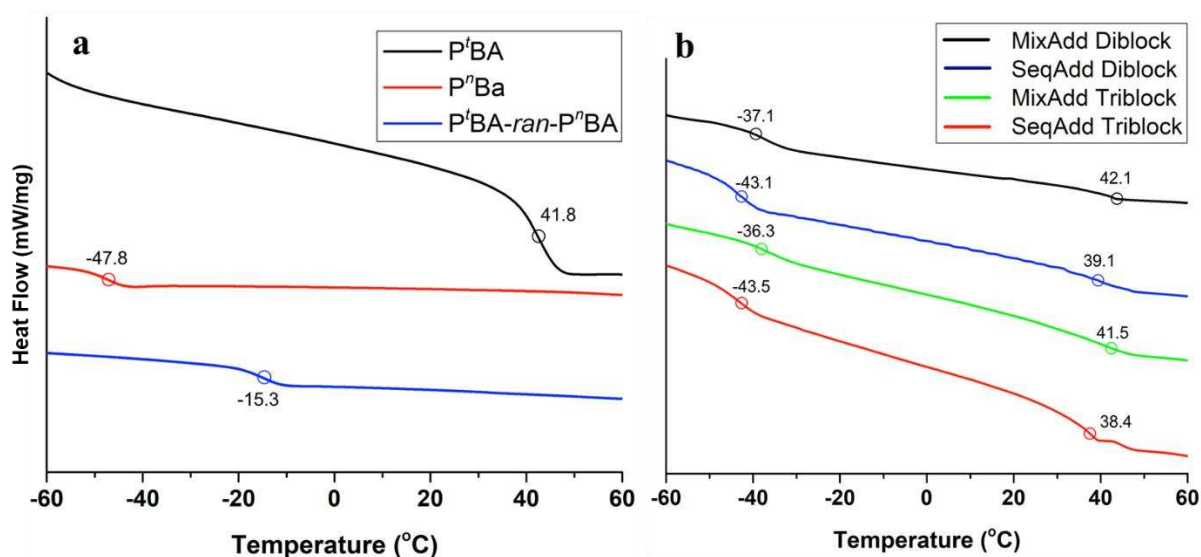 a
PᵗBA
PⁿBa
PᵗBA-ran-PⁿBA
41.8
-47.8
-15.3
Heat Flow (mW/mg)
-60 -40 -20 0 20 40 60
Temperature (°C)
b
MixAdd Diblock
SeqAdd Diblock
MixAdd Triblock
SeqAdd Triblock
-37.1
42.1
-43.1
39.1
-36.3
41.5
-43.5
38.4
-60 -40 -20 0 20 40 60
Temperature (°C)